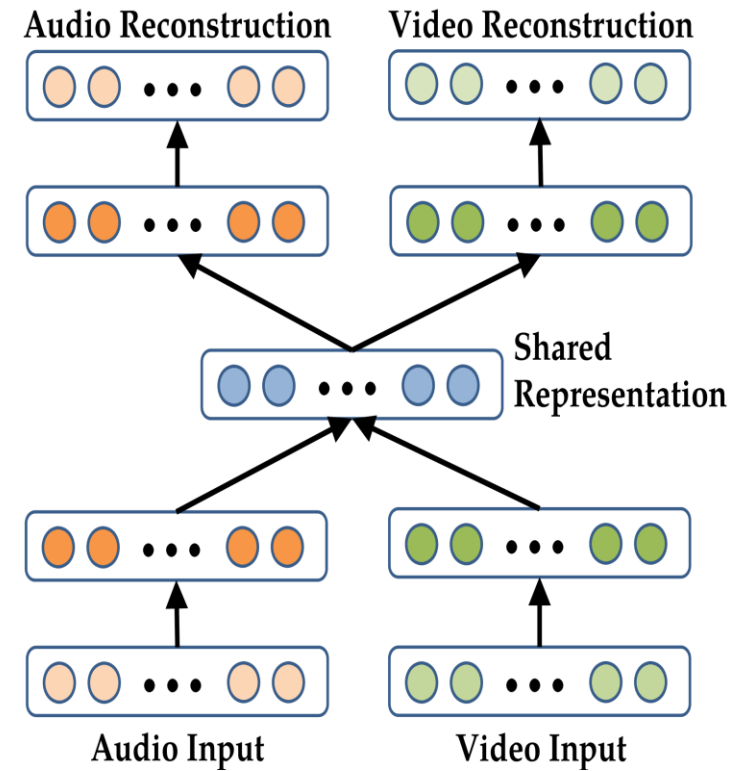 Audio Reconstruction
Video Reconstruction
Shared
Representation
Audio Input
Video Input